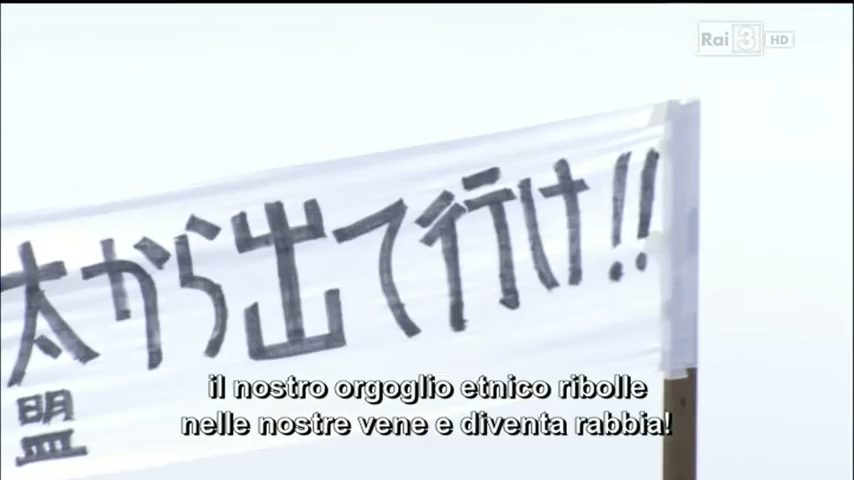 Rai 3 HD
太から出て行け!!
盟
il nostro orgoglio etnico ribolle
nelle nostre vene e diventa rabbia!